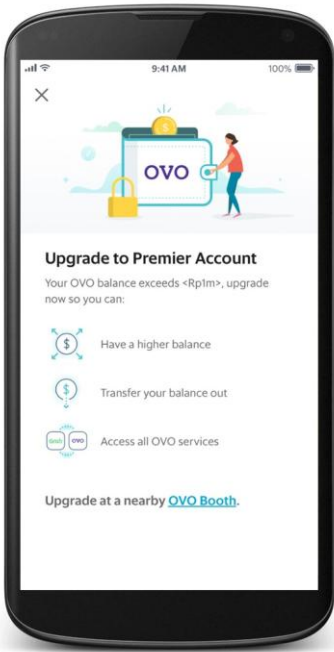 9:41 AM
100%
OVO
Upgrade to Premier Account
Your OVO balance exceeds <Rp1m>, upgrade
now so you can:
Have a higher balance
Transfer your balance out
Access all OVO services
OVO
Upgrade at a nearby OVO Booth.